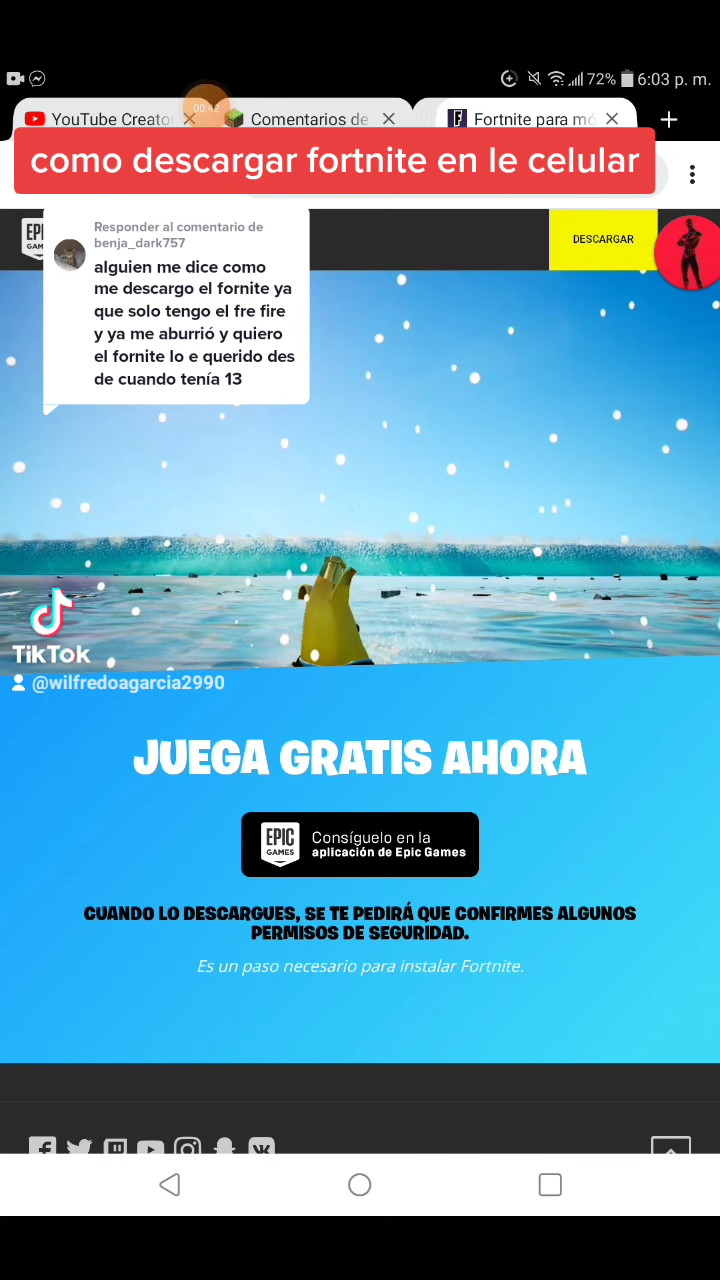 72% 6:03 p. m.
00:42
YouTube Creato
Comentarios de
Fortnite para mó
como descargar fortnite en le celular
Responder al comentario de
benja_dark757
alguien me dice como
me descargo el fornite ya
que solo tengo el fre fire
y ya me aburrió y quiero
el fornite lo e querido des
de cuando tenía 13
DESCARGAR
TikTok
@wilfredoagarcia2990
JUEGA GRATIS AHORA
EPIC
GAMES
Consíguelo en la
aplicación de Epic Games
CUANDO LO DESCARGUES, SE TE PEDIRÁ QUE CONFIRMES ALGUNOS
PERMISOS DE SEGURIDAD.
Es un paso necesario para instalar Fortnite.